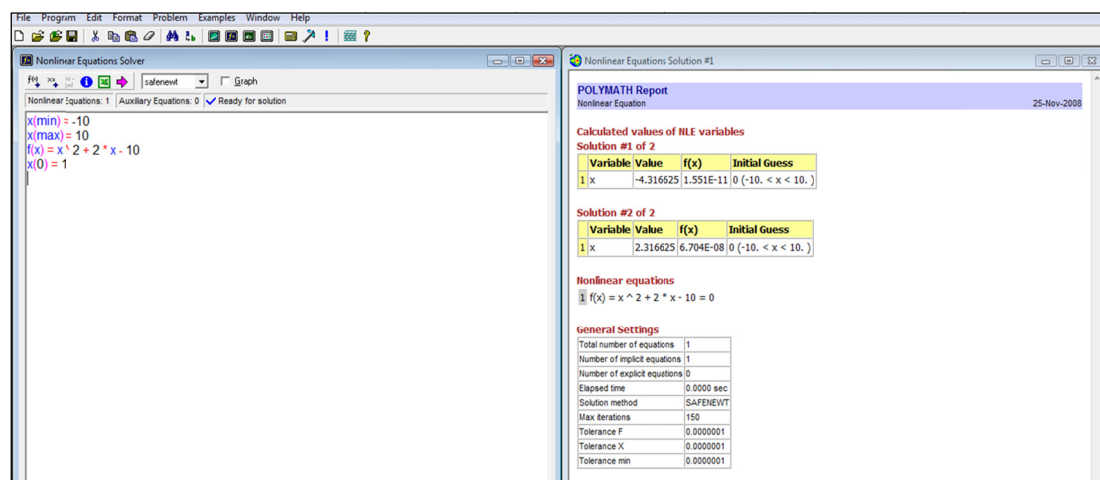 File Program Edit Format Problem Examples Window Help
Nonlinear Equations Solver
safenewt Graph
Nonlinear Equations: 1 Auxiliary Equations: 0 Ready for solution
x(min) = -10
x(max) = 10
f(x) = x ^ 2 + 2 * x - 10
x(0) = 1
Nonlinear Equations Solution #1
POLYMATH Report
Nonlinear Equation 25-Nov-2008
Calculated values of NLE variables
Solution #1 of 2
Variable Value f(x) Initial Guess
1 x -4.316625 1.551E-11 0 (-10. < x < 10. )
Solution #2 of 2
Variable Value f(x) Initial Guess
1 x 2.316625 6.704E-08 0 (-10. < x < 10. )
Nonlinear equations
1 f(x) = x ^ 2 + 2 * x - 10 = 0
General Settings
Total number of equations 1
Number of implicit equations 1
Number of explicit equations 0
Elapsed time 0.0000 sec
Solution method SAFENEWT
Max iterations 150
Tolerance F 0.0000001
Tolerance X 0.0000001
Tolerance min 0.0000001